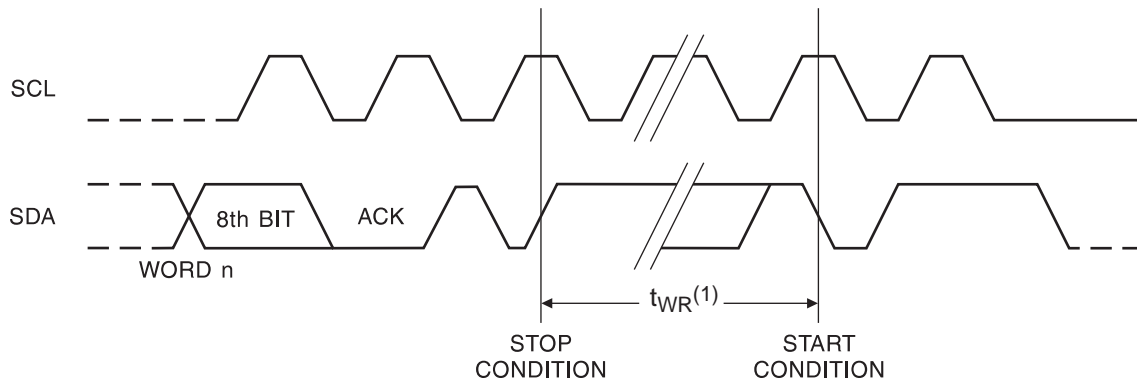 SCL
SDA
8th BIT
ACK
WORD n
tWR(1)
STOP
CONDITION
START
CONDITION